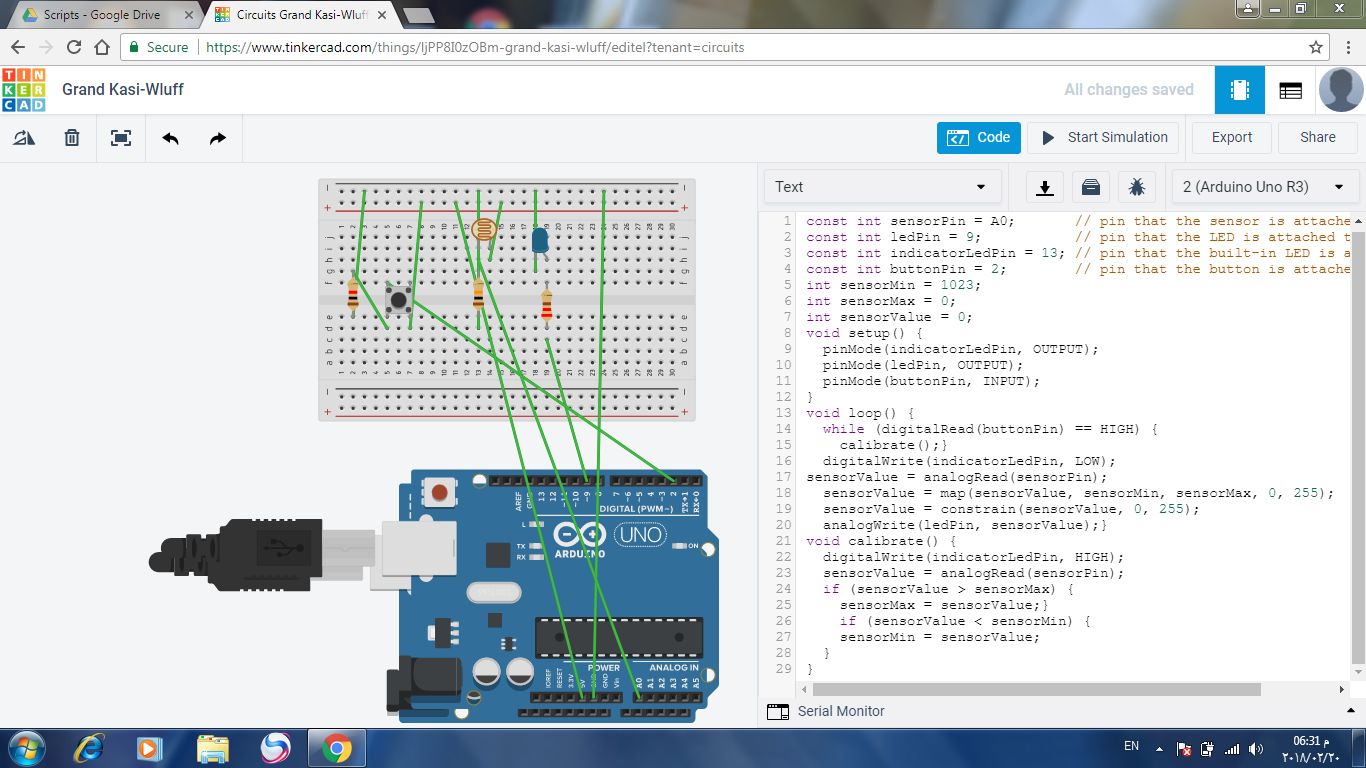 Scripts - Google Drive
Circuits Grand Kasi-Wluff
Secure
https://www.tinkercad.com/things/ljPP8I0zOBm-grand-kasi-wluff/editel?tenant=circuits
TIN
KER
CAD
Grand Kasi-Wluff
All changes saved
Code
Start Simulation
Export
Share
Text
2 (Arduino Uno R3)
1 const int sensorPin = A0; // pin that the sensor is attache
2 const int ledPin = 9; // pin that the LED is attached t
3 const int indicatorLedPin = 13; // pin that the built-in LED is a
4 const int buttonPin = 2; // pin that the button is attache
5 int sensorMin = 1023;
6 int sensorMax = 0;
7 int sensorValue = 0;
8 void setup() {
9 pinMode(indicatorLedPin, OUTPUT);
10 pinMode(ledPin, OUTPUT);
11 pinMode(buttonPin, INPUT);
12 }
13 void loop() {
14 while (digitalRead(buttonPin) == HIGH) {
15 calibrate();}
16 digitalWrite(indicatorLedPin, LOW);
17 sensorValue = analogRead(sensorPin);
18 sensorValue = map(sensorValue, sensorMin, sensorMax, 0, 255);
19 sensorValue = constrain(sensorValue, 0, 255);
20 analogWrite(ledPin, sensorValue);}
21 void calibrate() {
22 digitalWrite(indicatorLedPin, HIGH);
23 sensorValue = analogRead(sensorPin);
24 if (sensorValue > sensorMax) {
25 sensorMax = sensorValue;}
26 if (sensorValue < sensorMin) {
27 sensorMin = sensorValue;
28 }
29 }
Serial Monitor
AREF
GND
13
12
~10
~9
7
~6
~5
4
~3
2
TX▸1
RX◂0
DIGITAL (PWM~)
L
TX
RX
ARDUINO
UNO
ON
POWER
ANALOG IN
IOREF
RESET
3.3V
5V
GND
Vin
A0
A1
A2
A3
A4
A5
EN
06:31 م
٢٠١٨/٠٢/٢٠